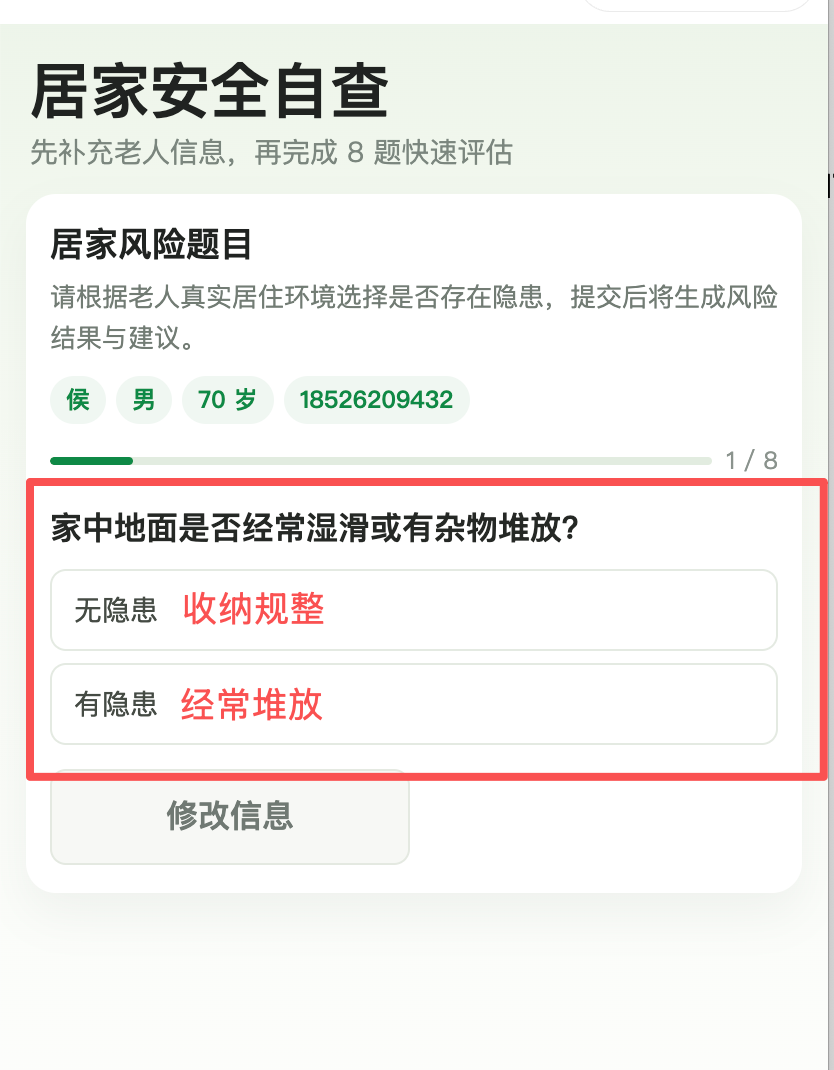 居家安全自查
先补充老人信息，再完成 8 题快速评估
居家风险题目
请根据老人真实居住环境选择是否存在隐患，提交后将生成风险
结果与建议。
侯 男 70 岁 18526209432
1 / 8
家中地面是否经常湿滑或有杂物堆放？
无隐患 收纳规整
有隐患 经常堆放
修改信息